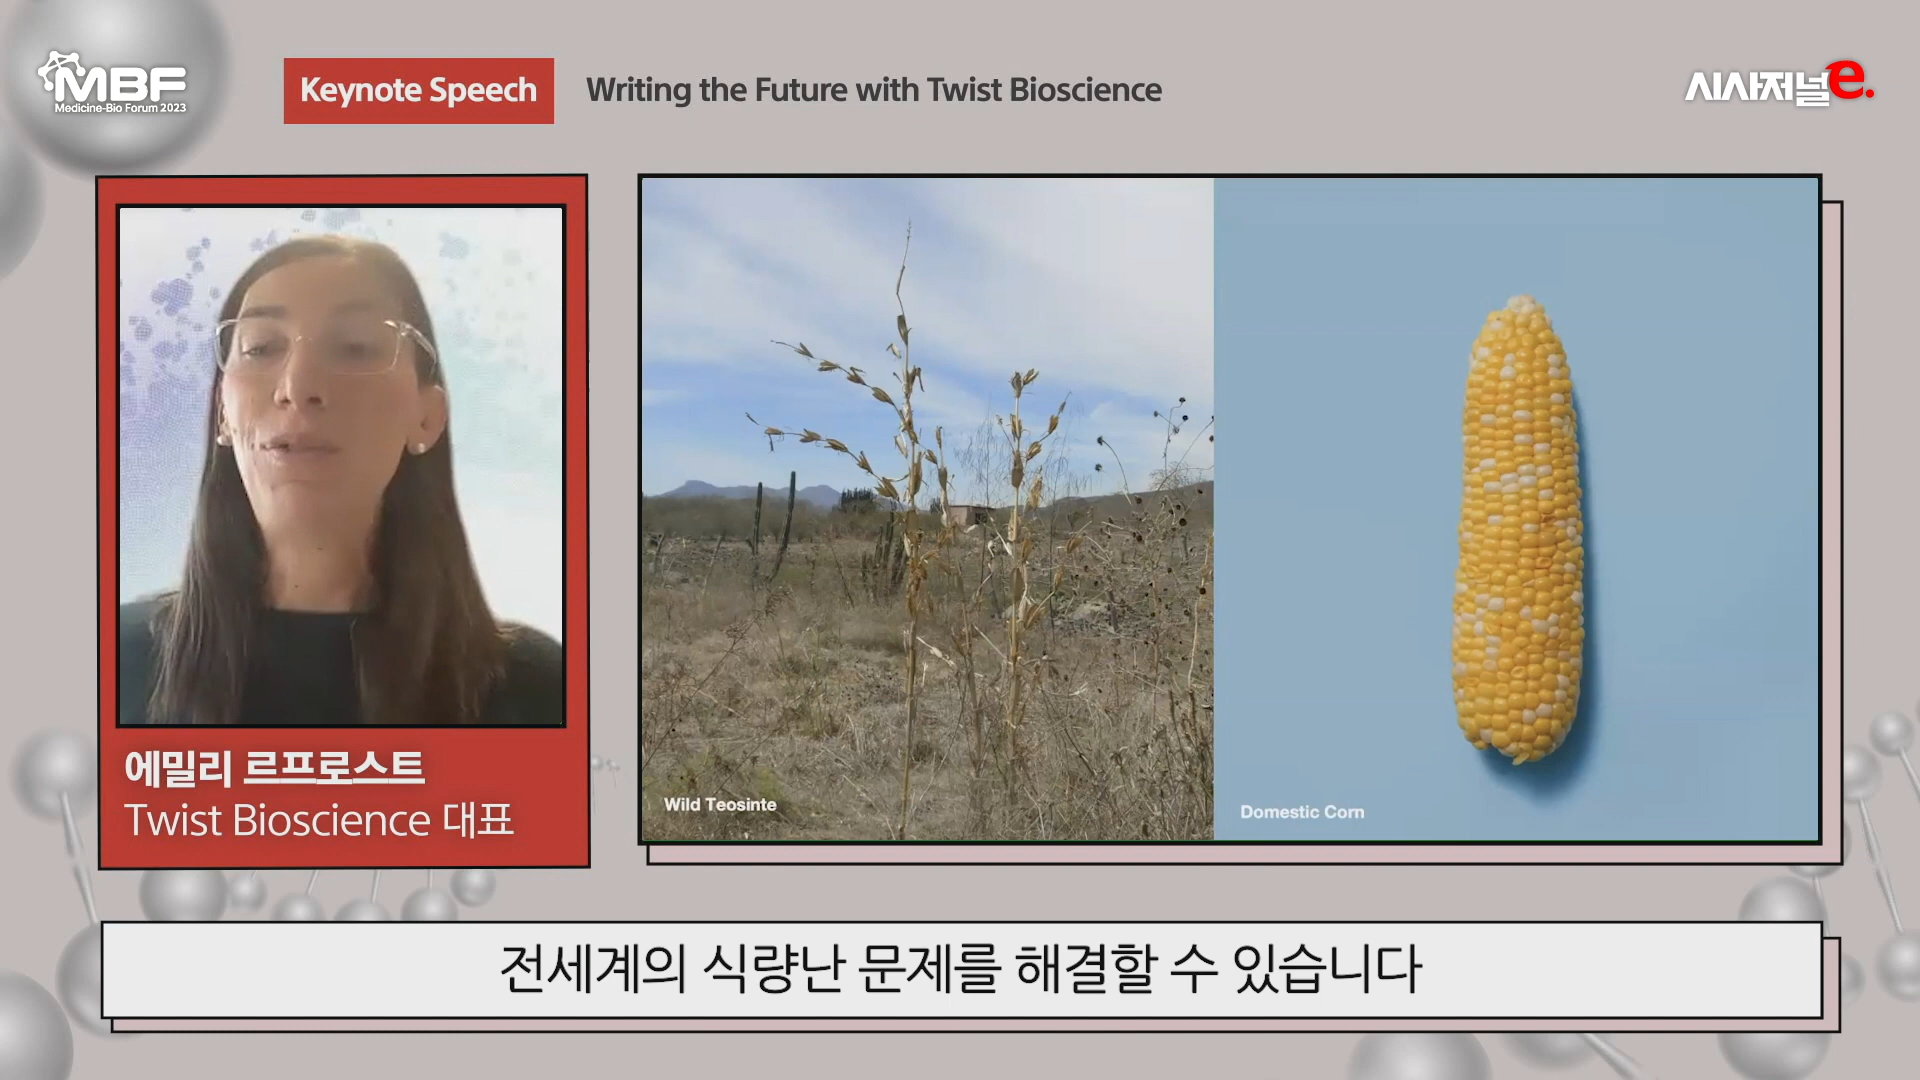 MBF
Medicine-Bio Forum 2023
Keynote Speech
Writing the Future with Twist Bioscience
시사저널e.
에밀리 르프로스트
Twist Bioscience 대표
Wild Teosinte
Domestic Corn
전세계의 식량난 문제를 해결할 수 있습니다